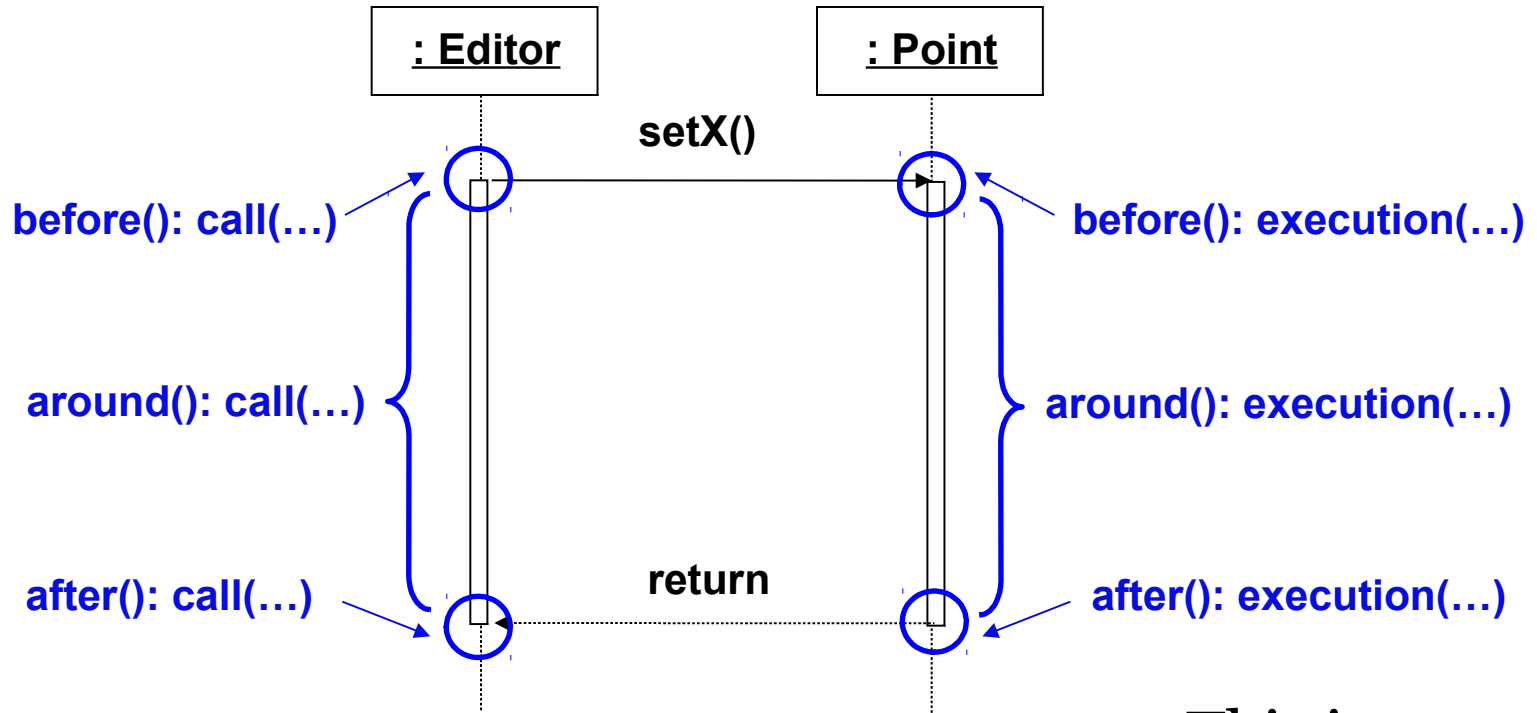 : Editor
: Point
setX()
before(): call(…)
before(): execution(…)
around(): call(…)
around(): execution(…)
return
after(): call(…)
after(): execution(…)